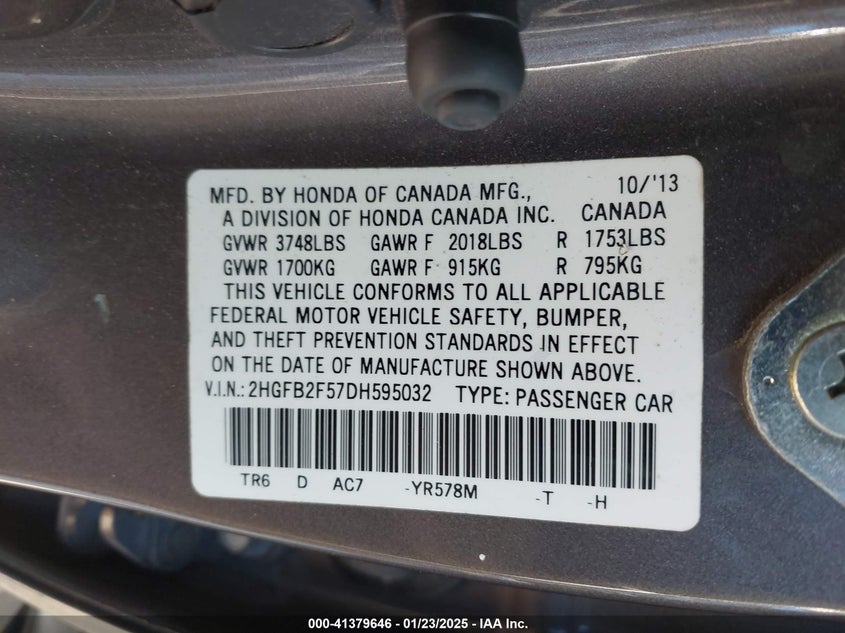 MFD. BY HONDA OF CANADA MFG., 10/'13
A DIVISION OF HONDA CANADA INC. CANADA
GVWR 3748LBS GAWR F 2018LBS R 1753LBS
GVWR 1700KG GAWR F 915KG R 795KG
THIS VEHICLE CONFORMS TO ALL APPLICABLE
FEDERAL MOTOR VEHICLE SAFETY, BUMPER,
AND THEFT PREVENTION STANDARDS IN EFFECT
ON THE DATE OF MANUFACTURE SHOWN ABOVE.
V.I.N.: 2HGFB2F57DH595032 TYPE: PASSENGER CAR
TR6 D AC7 -YR578M -T -H
000-41379646 - 01/23/2025 - IAA Inc.